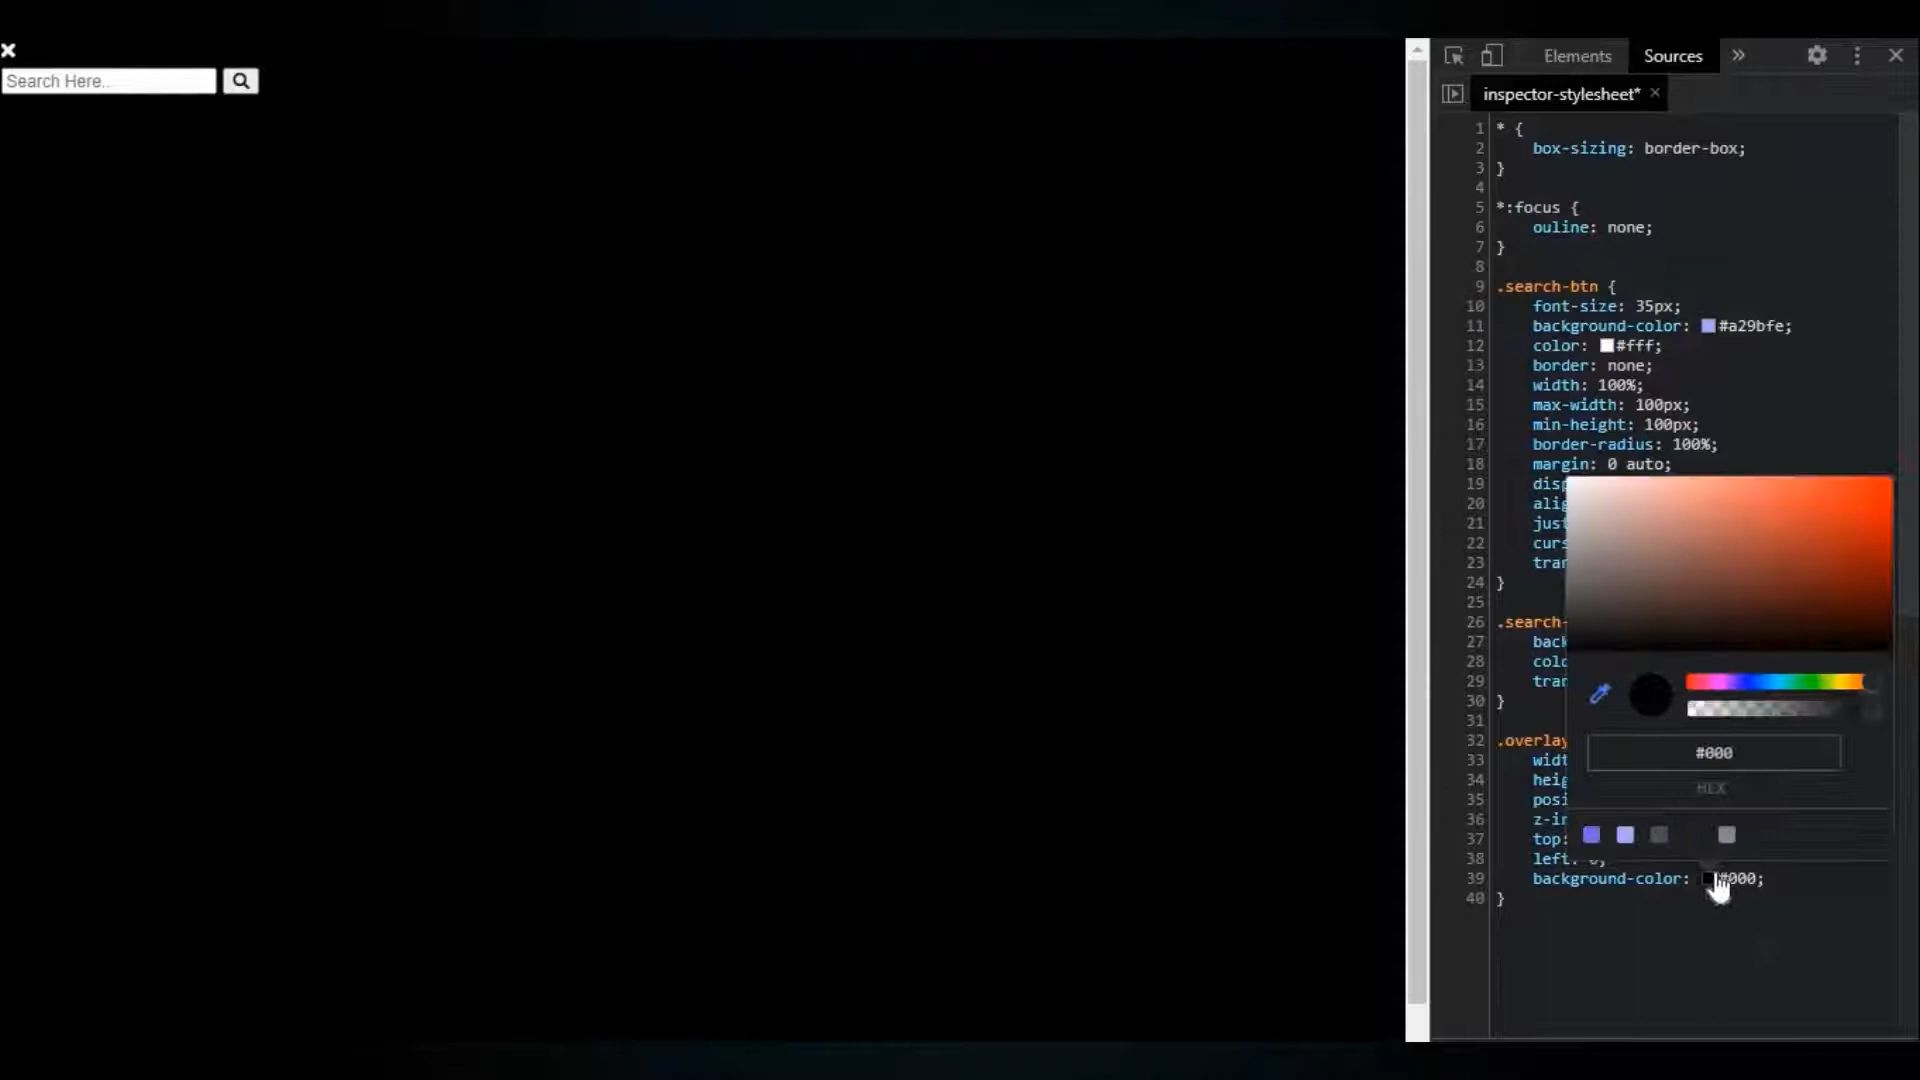 Search Here..
Elements
Sources
inspector-stylesheet*
1 * {
2 box-sizing: border-box;
3 }
4
5 *:focus {
6 ouline: none;
7 }
8
9 .search-btn {
10 font-size: 35px;
11 background-color: #a29bfe;
12 color: #fff;
13 border: none;
14 width: 100%;
15 max-width: 100px;
16 min-height: 100px;
17 border-radius: 100%;
18 margin: 0 auto;
19 disp
20 alig
21 just
22 curs
23 tran
24 }
25
26 .search-
27 back
28 colo
29 tran
30 }
31
32 .overlay
33 widt
34 heig
35 posi
36 z-in
37 top:
38 left: 0;
39 background-color: #000;
40 }
#000
HEX